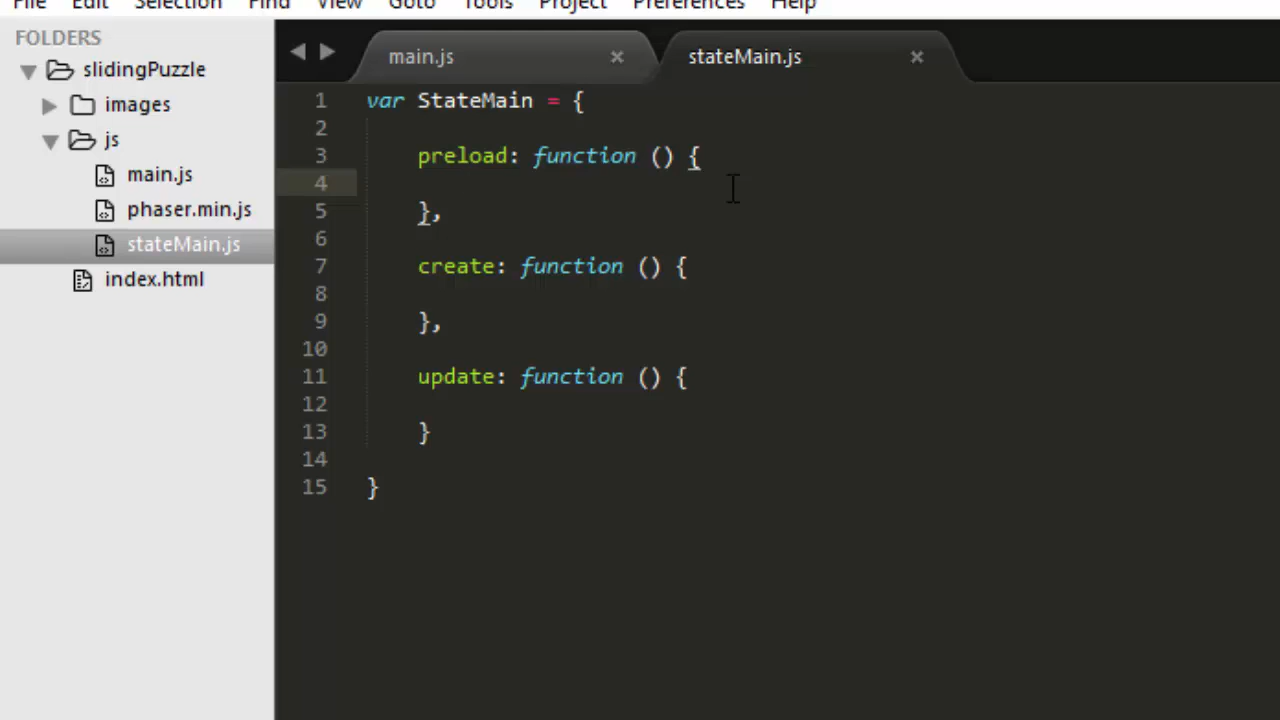 File Edit Selection Find View Goto Tools Project Preferences Help
FOLDERS
slidingPuzzle
images
js
main.js
phaser.min.js
stateMain.js
index.html
main.js × stateMain.js ×
1 var StateMain = {
2
3 preload: function () {
4
5 },
6
7 create: function () {
8
9 },
10
11 update: function () {
12
13 }
14
15 }